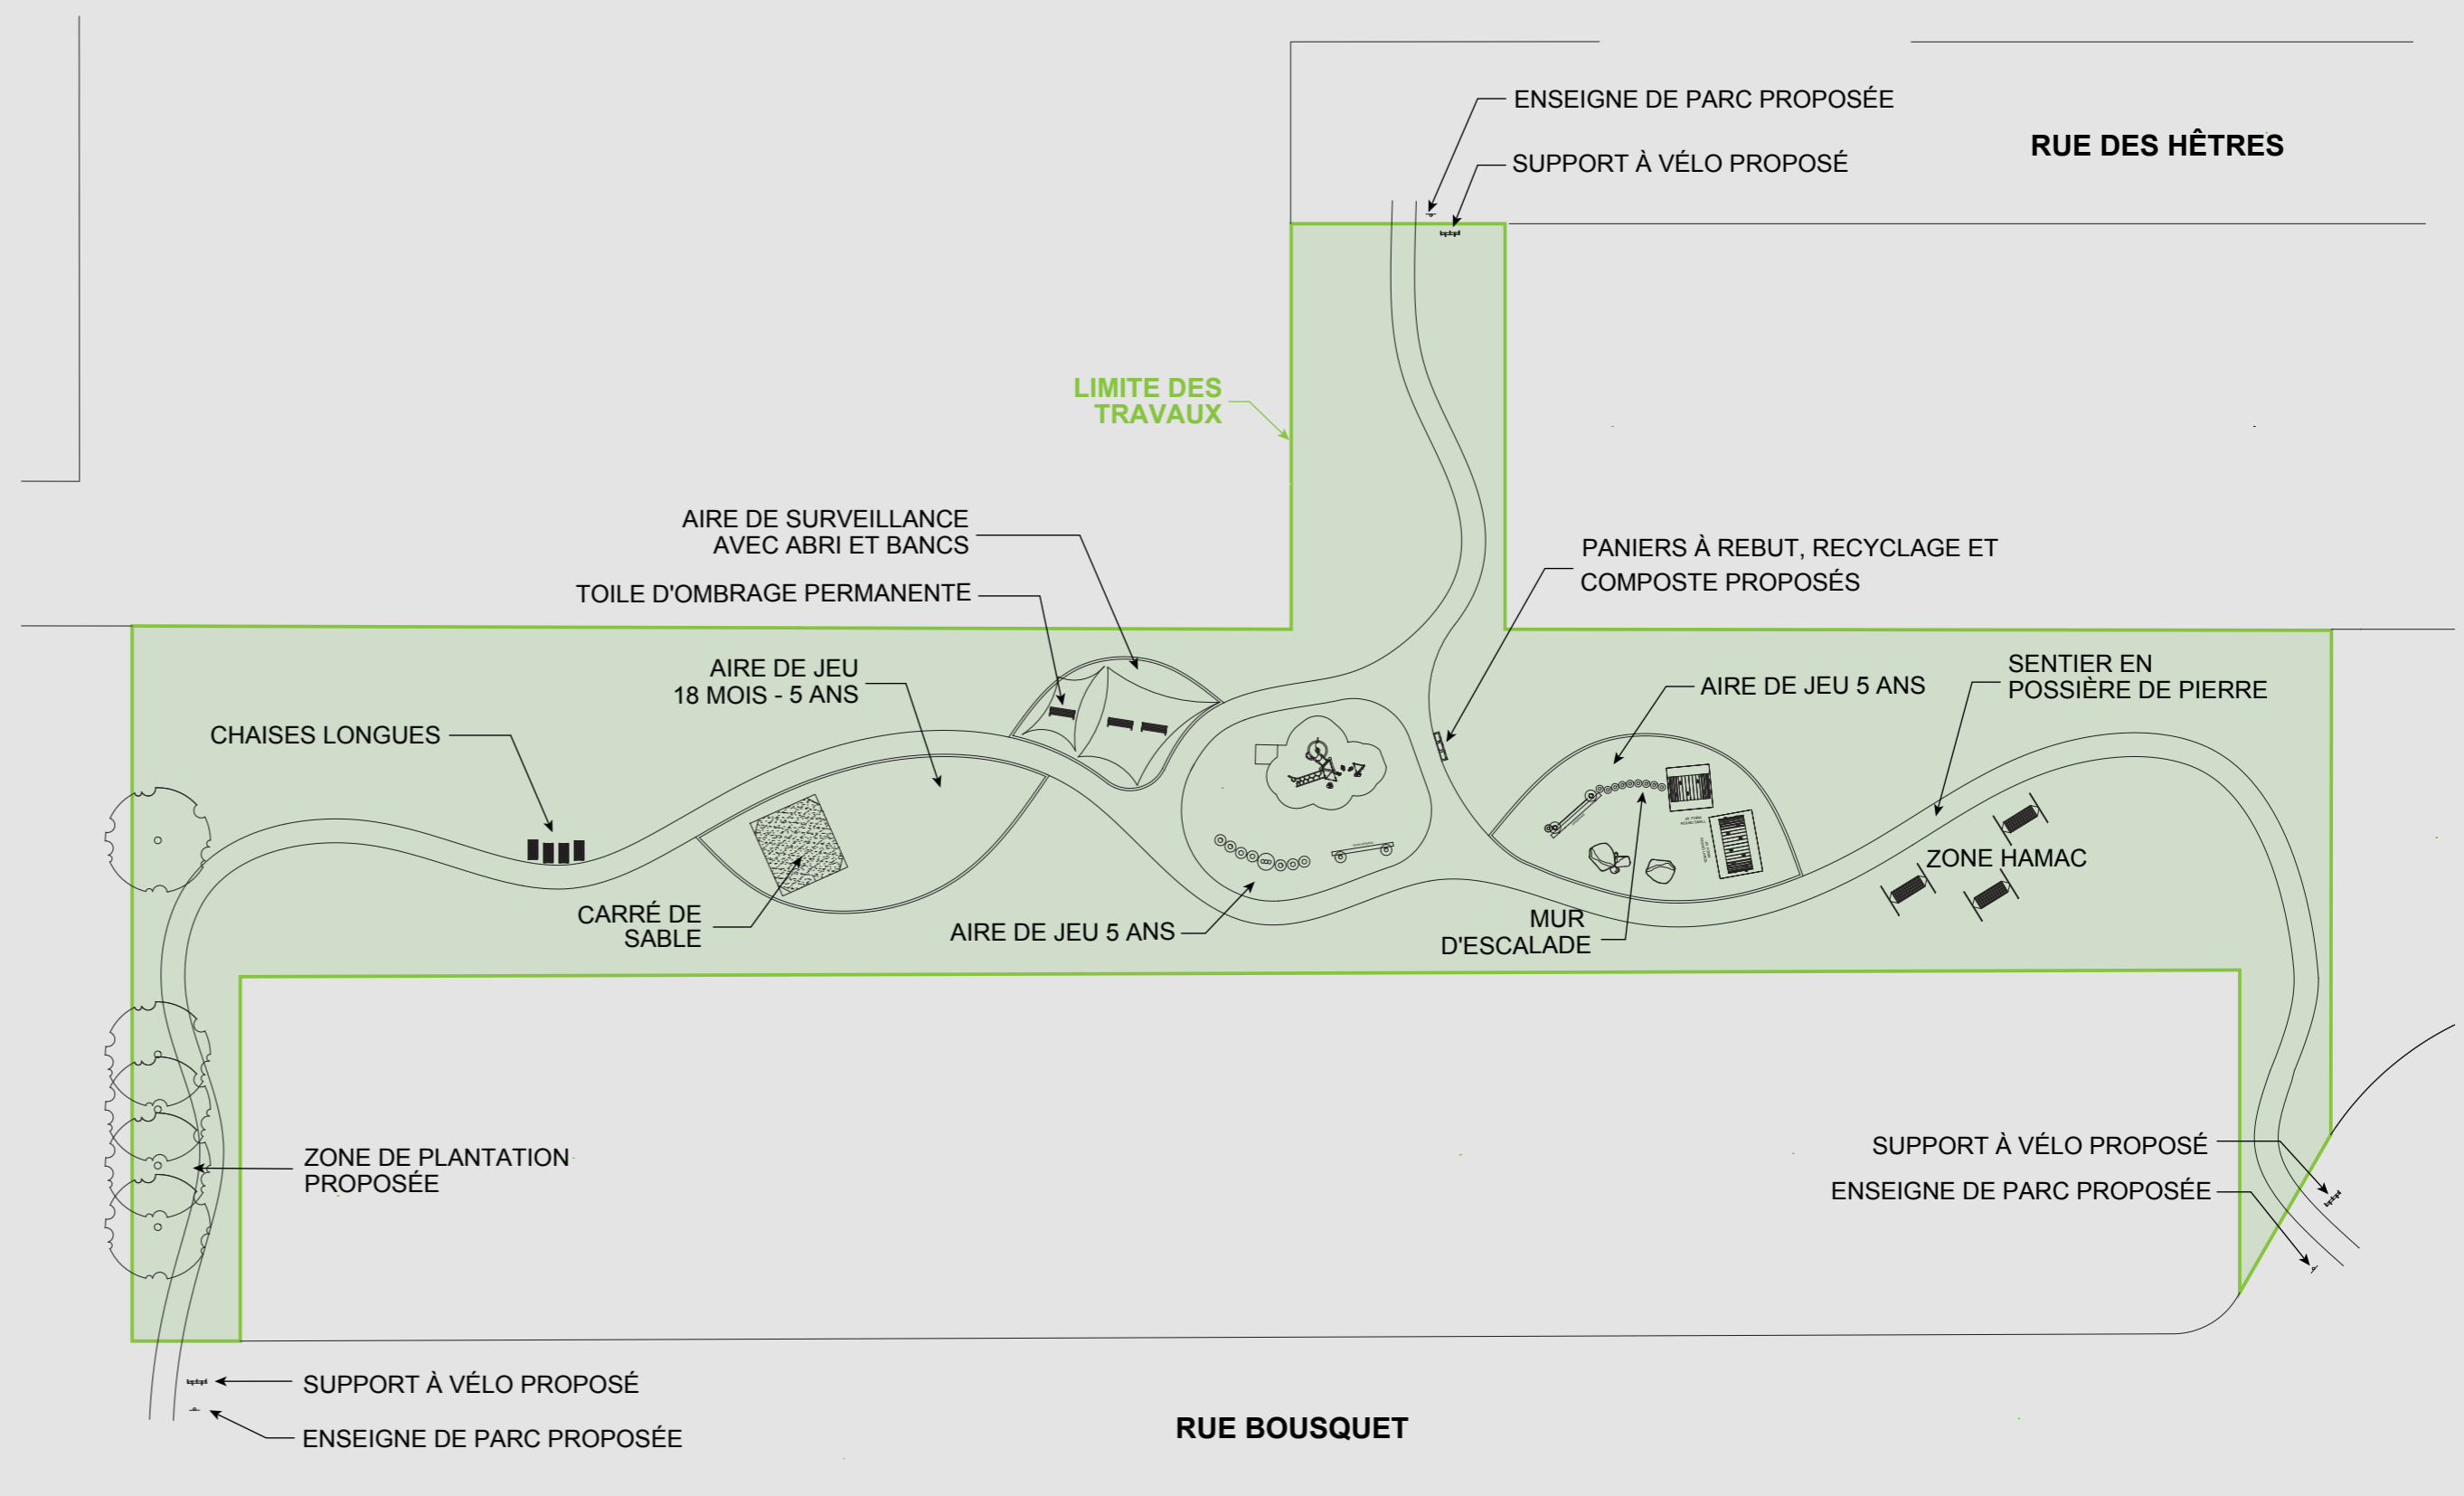 ENSEIGNE DE PARC PROPOSÉE
RUE DES HÊTRES
SUPPORT À VÉLO PROPOSÉ
LIMITE DES
TRAVAUX
AIRE DE SURVEILLANCE
AVEC ABRI ET BANCS
TOILE D'OMBRAGE PERMANENTE
PANIERS À REBUT, RECYCLAGE ET
COMPOSTE PROPOSÉS
AIRE DE JEU
18 MOIS - 5 ANS
CHAISES LONGUES
AIRE DE JEU 5 ANS
SENTIER EN
POSSIÈRE DE PIERRE
ZONE HAMAC
CARRÉ DE
SABLE
AIRE DE JEU 5 ANS
MUR
D'ESCALADE
ZONE DE PLANTATION
PROPOSÉE
SUPPORT À VÉLO PROPOSÉ
ENSEIGNE DE PARC PROPOSÉE
SUPPORT À VÉLO PROPOSÉ
ENSEIGNE DE PARC PROPOSÉE
RUE BOUSQUET